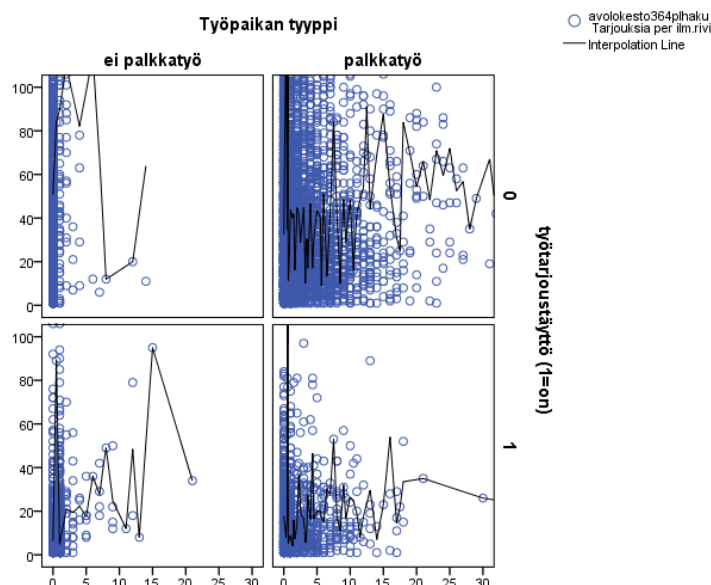 Työpaikan tyyppi
avolokesto364plhaku
Tarjouksia per ilm.rivi
Interpolation Line
ei palkkatyö
palkkatyö
100
80
60
40
20
0
0
100
80
60
40
20
0
1
työtarjoustäyttö (1=on)
0 5 10 15 20 25 30
0 5 10 15 20 25 30